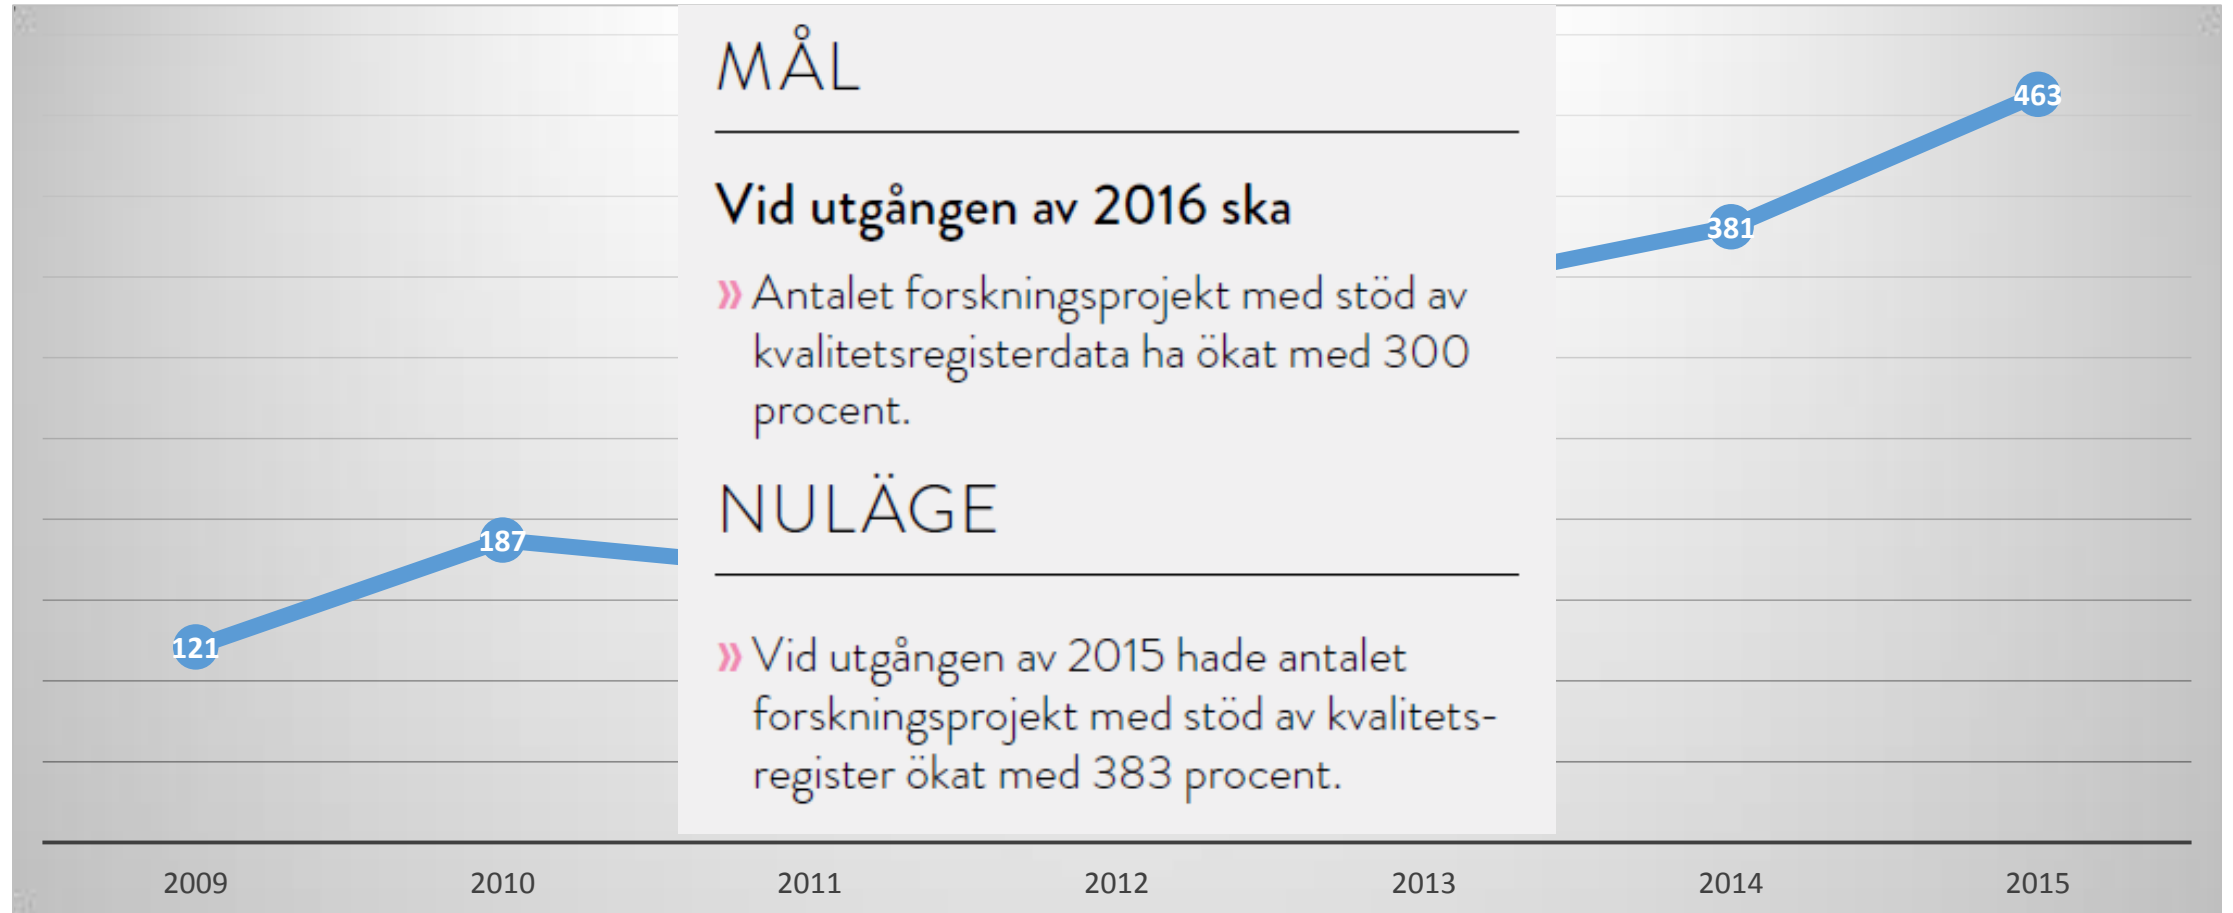 MÅL
Vid utgången av 2016 ska
» Antalet forskningsprojekt med stöd av
kvalitetsregisterdata ha ökat med 300
procent.
NULÄGE
» Vid utgången av 2015 hade antalet
forskningsprojekt med stöd av kvalitets-
register ökat med 383 procent.
463
381
187
121
2009 2010 2011 2012 2013 2014 2015